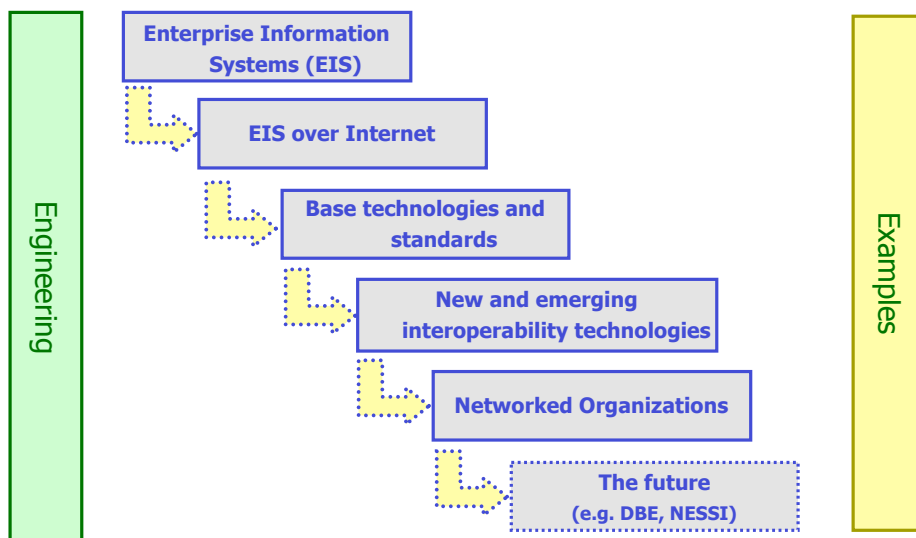 Enterprise Information
Systems (EIS)
EIS over Internet
Base technologies and
standards
New and emerging
interoperability technologies
Networked Organizations
The future
(e.g. DBE, NESSI)
Engineering
Examples